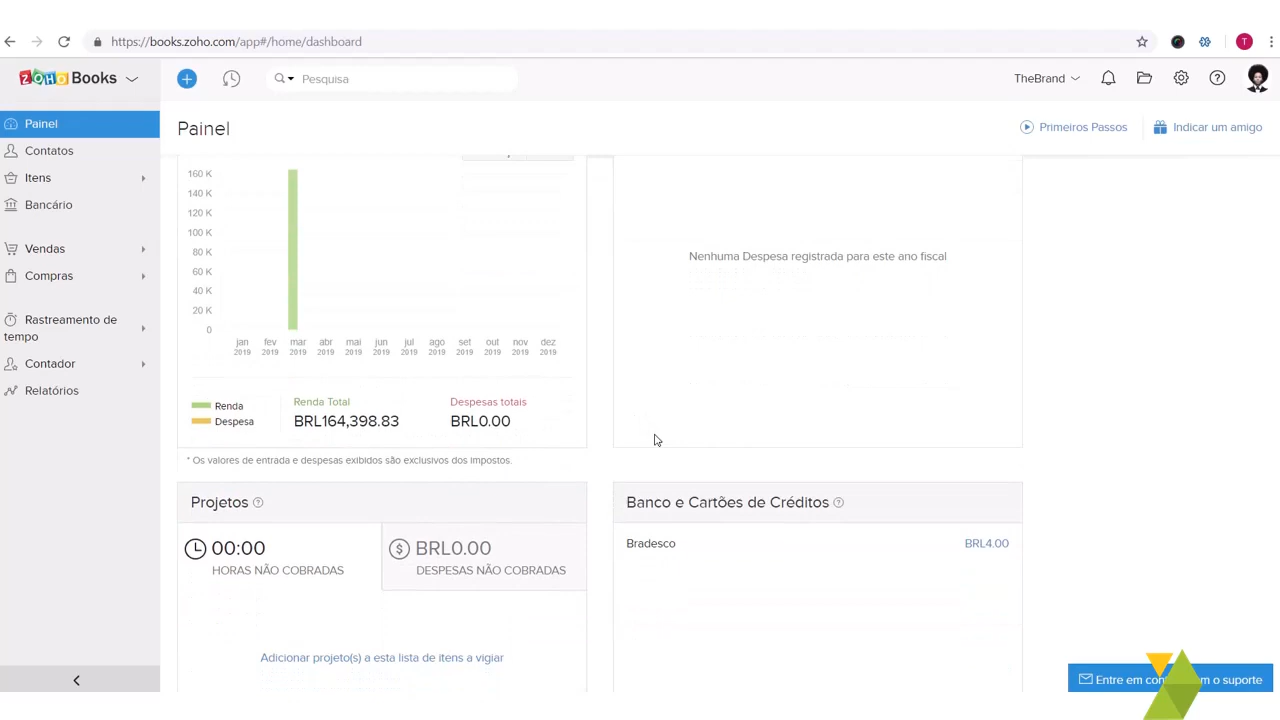 https://books.zoho.com/app#/home/dashboard
T
ZOHO Books
Pesquisa
TheBrand
Painel
Contatos
Itens
Bancário
Vendas
Compras
Rastreamento de
tempo
Contador
Relatórios
Painel
Primeiros Passos
Indicar um amigo
160 K
140 K
120 K
100 K
80 K
60 K
40 K
20 K
0
jan fev mar abr mai jun jul ago set out nov dez
2019 2019 2019 2019 2019 2019 2019 2019 2019 2019 2019 2019
Renda
Despesa
Renda Total
BRL164,398.83
Despesas totais
BRL0.00
* Os valores de entrada e despesas exibidos são exclusivos dos impostos.
Nenhuma Despesa registrada para este ano fiscal
Projetos
00:00
HORAS NÃO COBRADAS
BRL0.00
DESPESAS NÃO COBRADAS
Adicionar projeto(s) a esta lista de itens a vigiar
Banco e Cartões de Créditos
Bradesco BRL4.00
Entre em o suporte